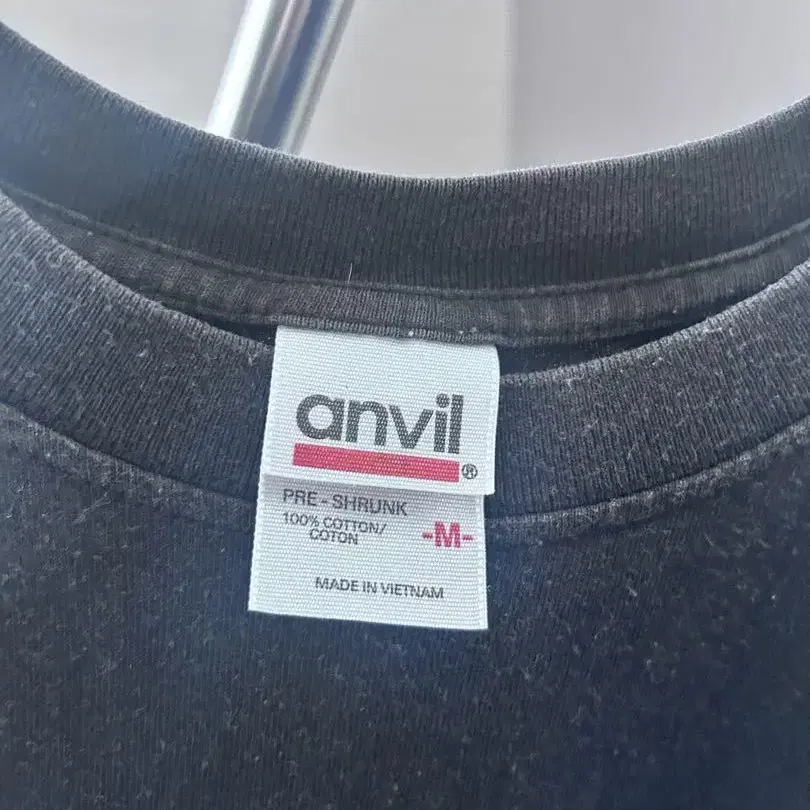 anvil®
PRE-SHRUNK
100% COTTON/
COTON
-M-
MADE IN VIETNAM